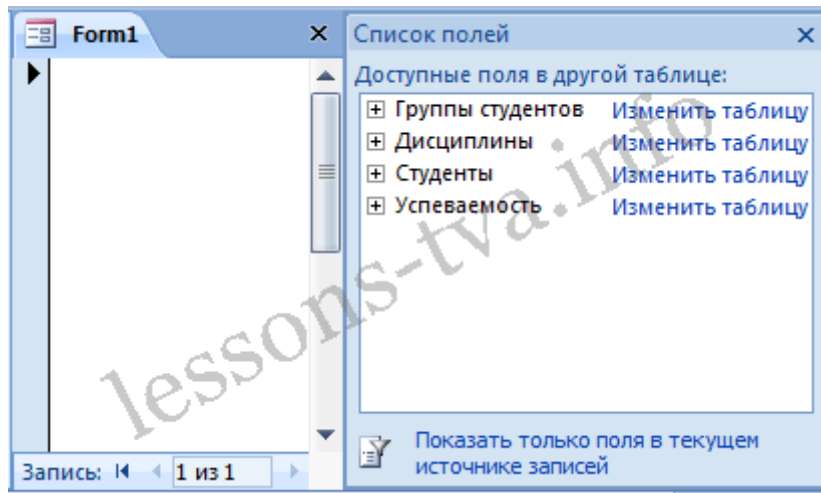 Form1
Список полей
Доступные поля в другой таблице:
Группы студентов Изменить таблицу
Дисциплины Изменить таблицу
Студенты Изменить таблицу
Успеваемость Изменить таблицу
lessons-tva.info
Показать только поля в текущем
источнике записей
Запись: 1 из 1